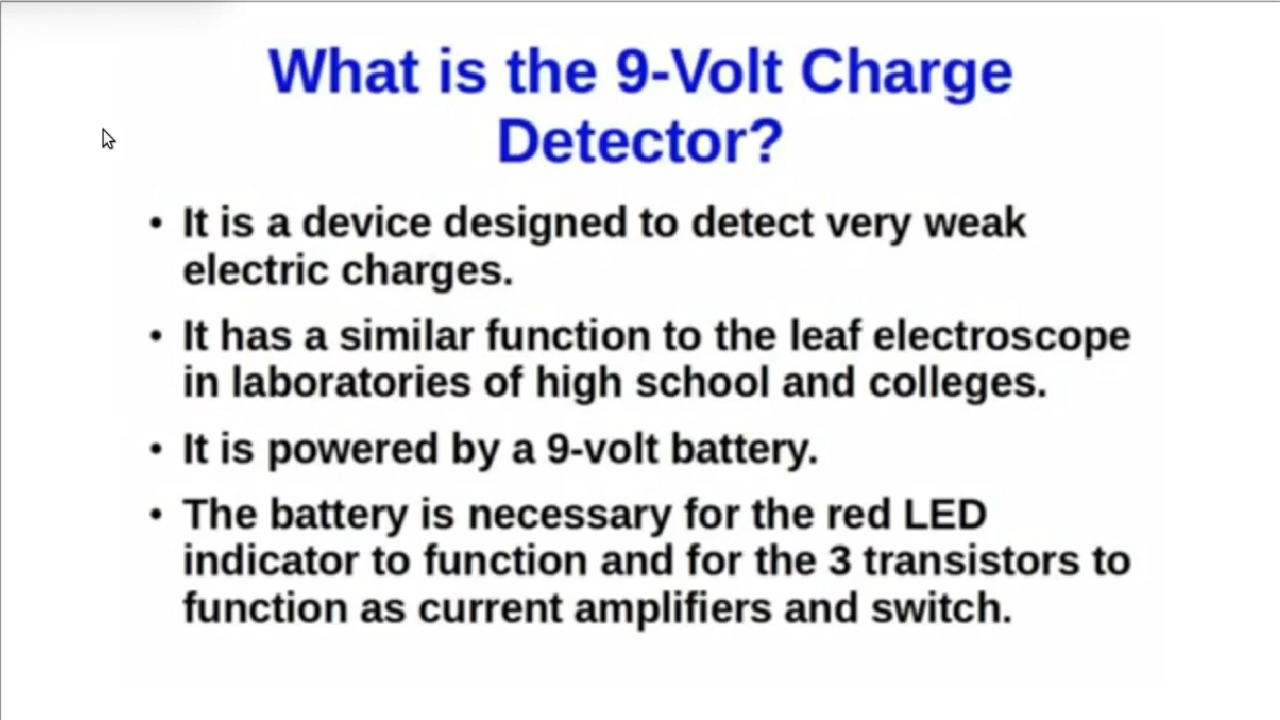 What is the 9-Volt Charge
Detector?
• It is a device designed to detect very weak
electric charges.
• It has a similar function to the leaf electroscope
in laboratories of high school and colleges.
• It is powered by a 9-volt battery.
• The battery is necessary for the red LED
indicator to function and for the 3 transistors to
function as current amplifiers and switch.